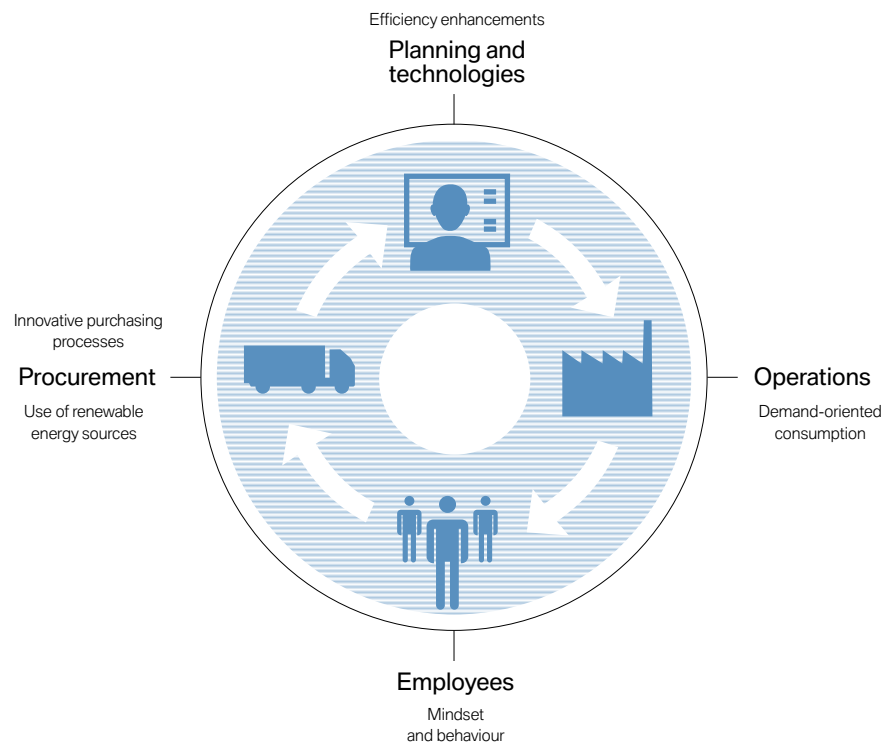 Efficiency enhancements
Planning and
technologies
Innovative purchasing
processes
Procurement
Use of renewable
energy sources
Operations
Demand-oriented
consumption
Employees
Mindset
and behaviour